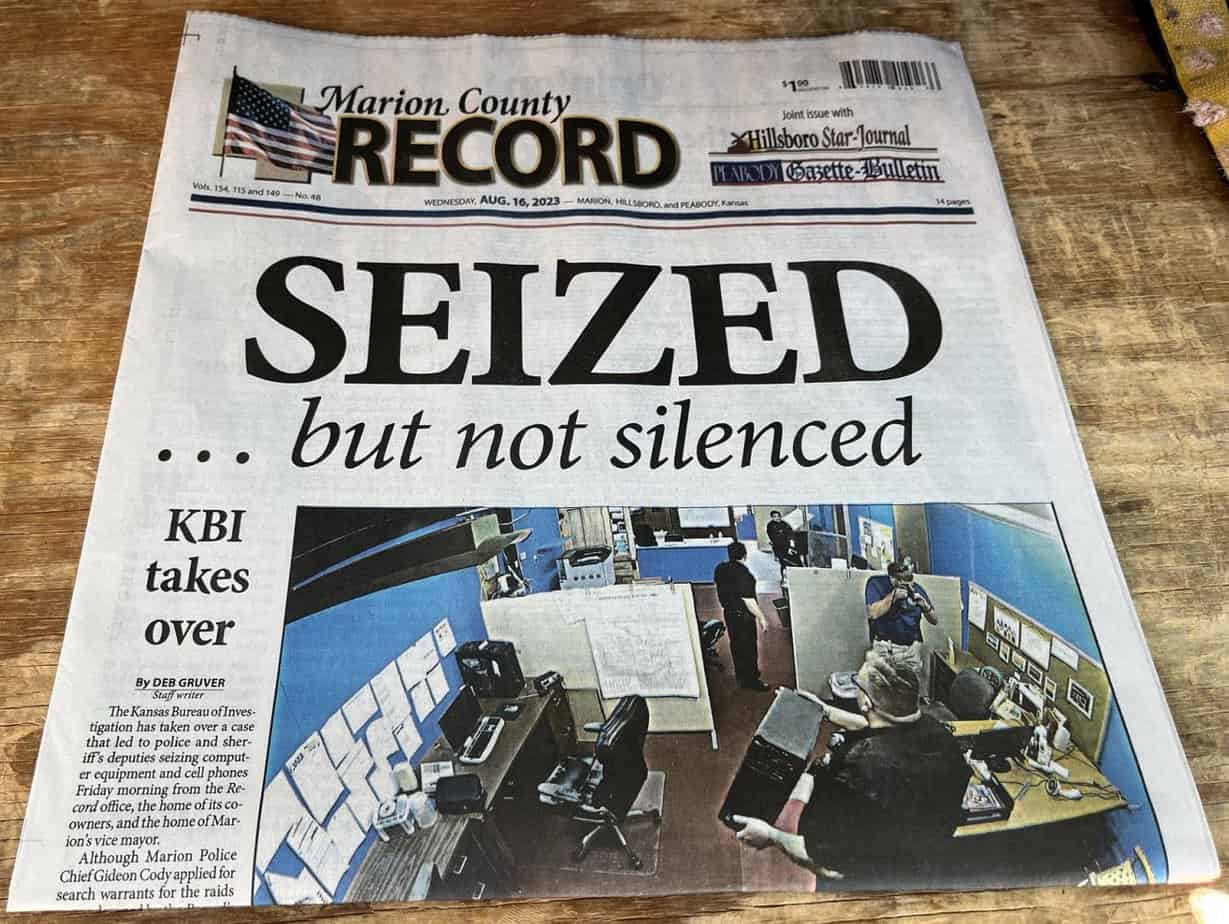 Marion County
RECORD
$1.00
Joint issue with
Hillsboro Star-Journal
PEABODY Gazette-Bulletin
Vols. 154, 115 and 149 — No. 48
WEDNESDAY, AUG. 16, 2023 — MARION, HILLSBORO, and PEABODY, Kansas
14 pages
SEIZED
... but not silenced
KBI
takes
over
By DEB GRUVER
Staff writer
The Kansas Bureau of Inves-
tigation has taken over a case
that led to police and sher-
iff's deputies seizing comput-
er equipment and cell phones
Friday morning from the Re-
cord office, the home of its co-
owners, and the home of Mar-
ion's vice mayor.
Although Marion Police
Chief Gideon Cody applied for
search warrants for the raids